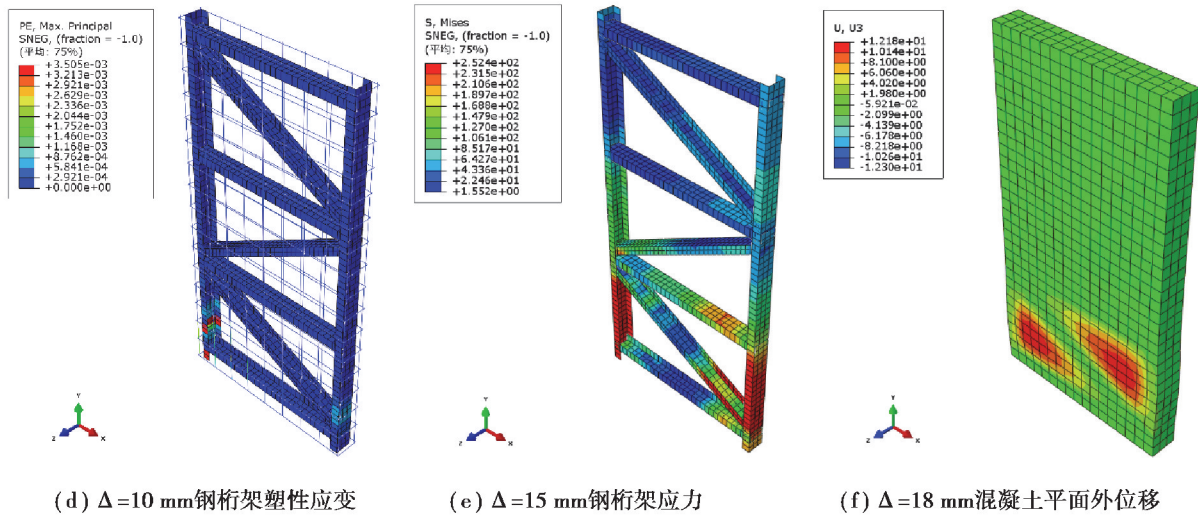 PE, Max. Principal
SNEG, (fraction = -1.0)
(平均: 75%)
+3.505e-03
+3.213e-03
+2.921e-03
+2.629e-03
+2.336e-03
+2.044e-03
+1.752e-03
+1.460e-03
+1.168e-03
+8.762e-04
+5.841e-04
+2.921e-04
+0.000e+00
Y
Z
X
(d) Δ=10 mm钢桁架塑性应变
S, Mises
SNEG, (fraction = -1.0)
(平均: 75%)
+2.524e+02
+2.315e+02
+2.106e+02
+1.897e+02
+1.688e+02
+1.479e+02
+1.270e+02
+1.061e+02
+8.517e+01
+6.427e+01
+4.336e+01
+2.246e+01
+1.552e+00
Y
Z
X
(e) Δ=15 mm钢桁架应力
U, U3
+1.218e+01
+1.014e+01
+8.100e+00
+6.060e+00
+4.020e+00
+1.980e+00
-5.921e-02
-2.099e+00
-4.139e+00
-6.178e+00
-8.218e+00
-1.026e+01
-1.230e+01
Y
Z
X
(f) Δ=18 mm混凝土平面外位移